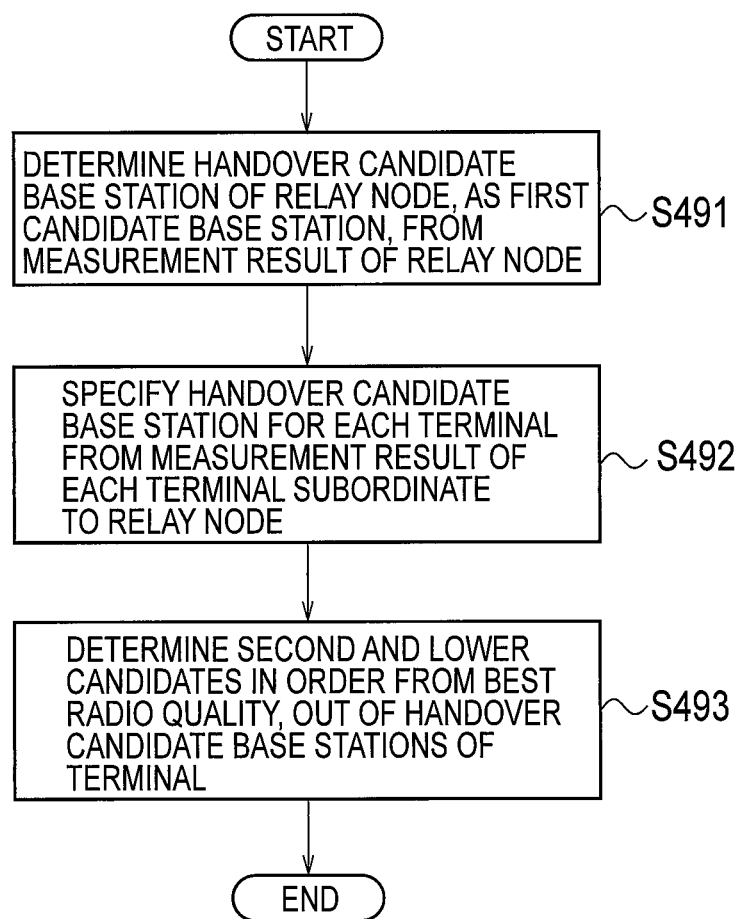 START
DETERMINE HANDOVER CANDIDATE
BASE STATION OF RELAY NODE, AS FIRST
CANDIDATE BASE STATION, FROM
MEASUREMENT RESULT OF RELAY NODE
S491
SPECIFY HANDOVER CANDIDATE
BASE STATION FOR EACH TERMINAL
FROM MEASUREMENT RESULT OF
EACH TERMINAL SUBORDINATE
TO RELAY NODE
S492
DETERMINE SECOND AND LOWER
CANDIDATES IN ORDER FROM BEST
RADIO QUALITY, OUT OF HANDOVER
CANDIDATE BASE STATIONS OF
TERMINAL
S493
END